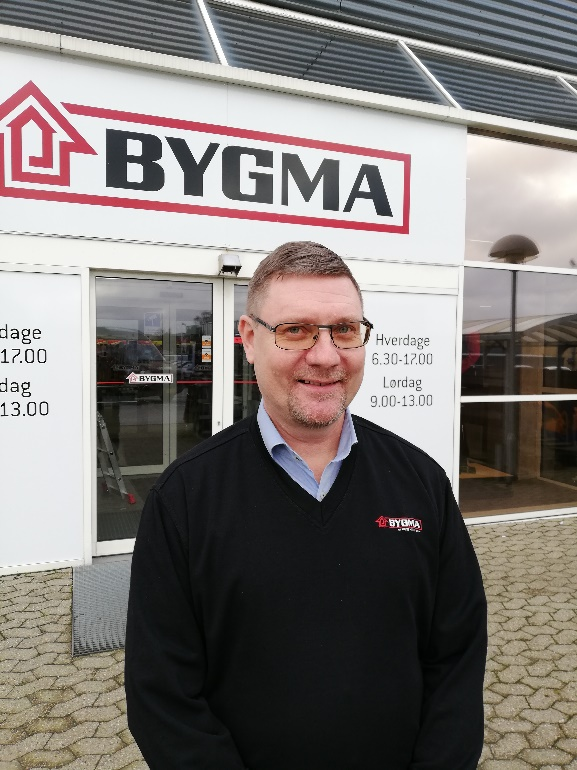 BYGMA
dage
17.00
dag
13.00
BYGMA
Hverdage
6.30-17.00
Lørdag
9.00-13.00
BYGMA